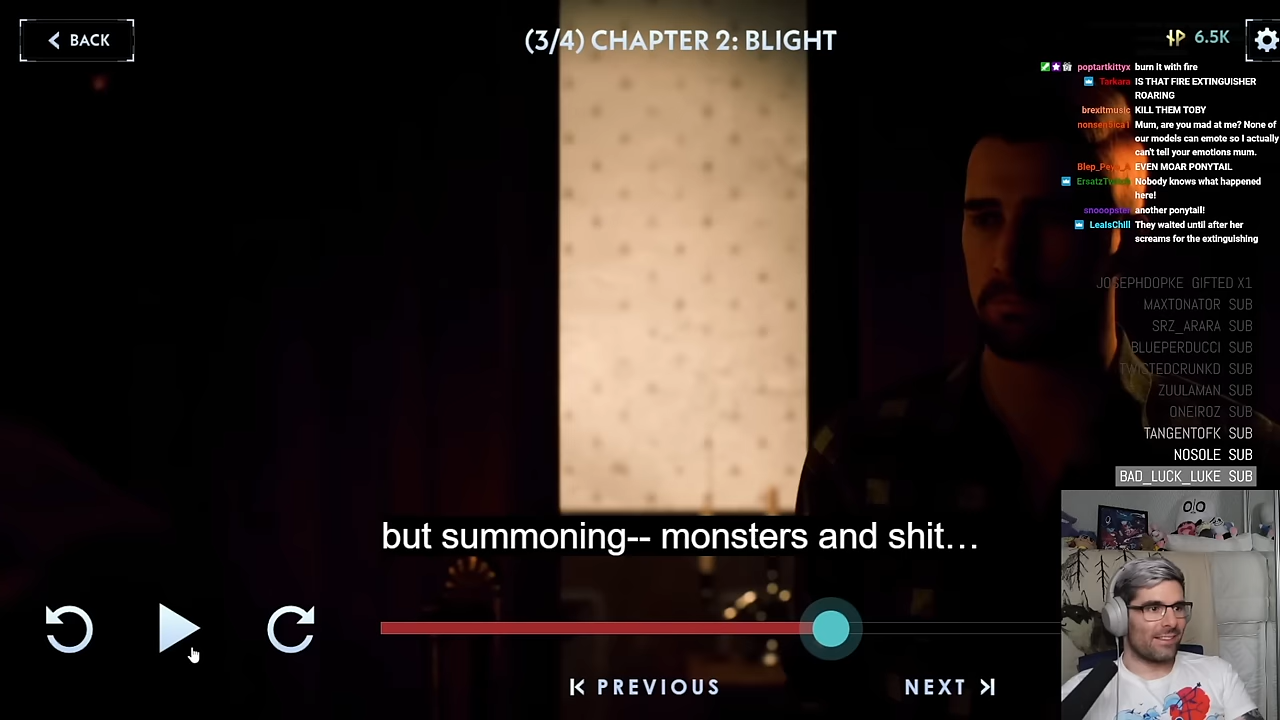 BACK
(3/4) CHAPTER 2: BLIGHT
6.5K
poptartkittyx burn it with fire
Tarkara IS THAT FIRE EXTINGUISHER
ROARING
brexitmusic KILL THEM TOBY
Mum, are you mad at me? None of
our models can emote so I actually
can't tell your emotions mum.
EVEN MOAR PONYTAIL
Nobody knows what happened
here!
snooopster another ponytail!
LealsChill They waited until after her
screams for the extinguishing
JOSEPHDOPKE GIFTED X1
MAXTONATOR SUB
SRZ_ARARA SUB
BLUEPERDUCCI SUB
TWISTEDCRUNKD SUB
ZUULAMAN SUB
ONEIROZ SUB
TANGENTOFK SUB
NOSOLE SUB
BAD_LUCK_LUKE SUB
but summoning-- monsters and shit...
PREVIOUS
NEXT